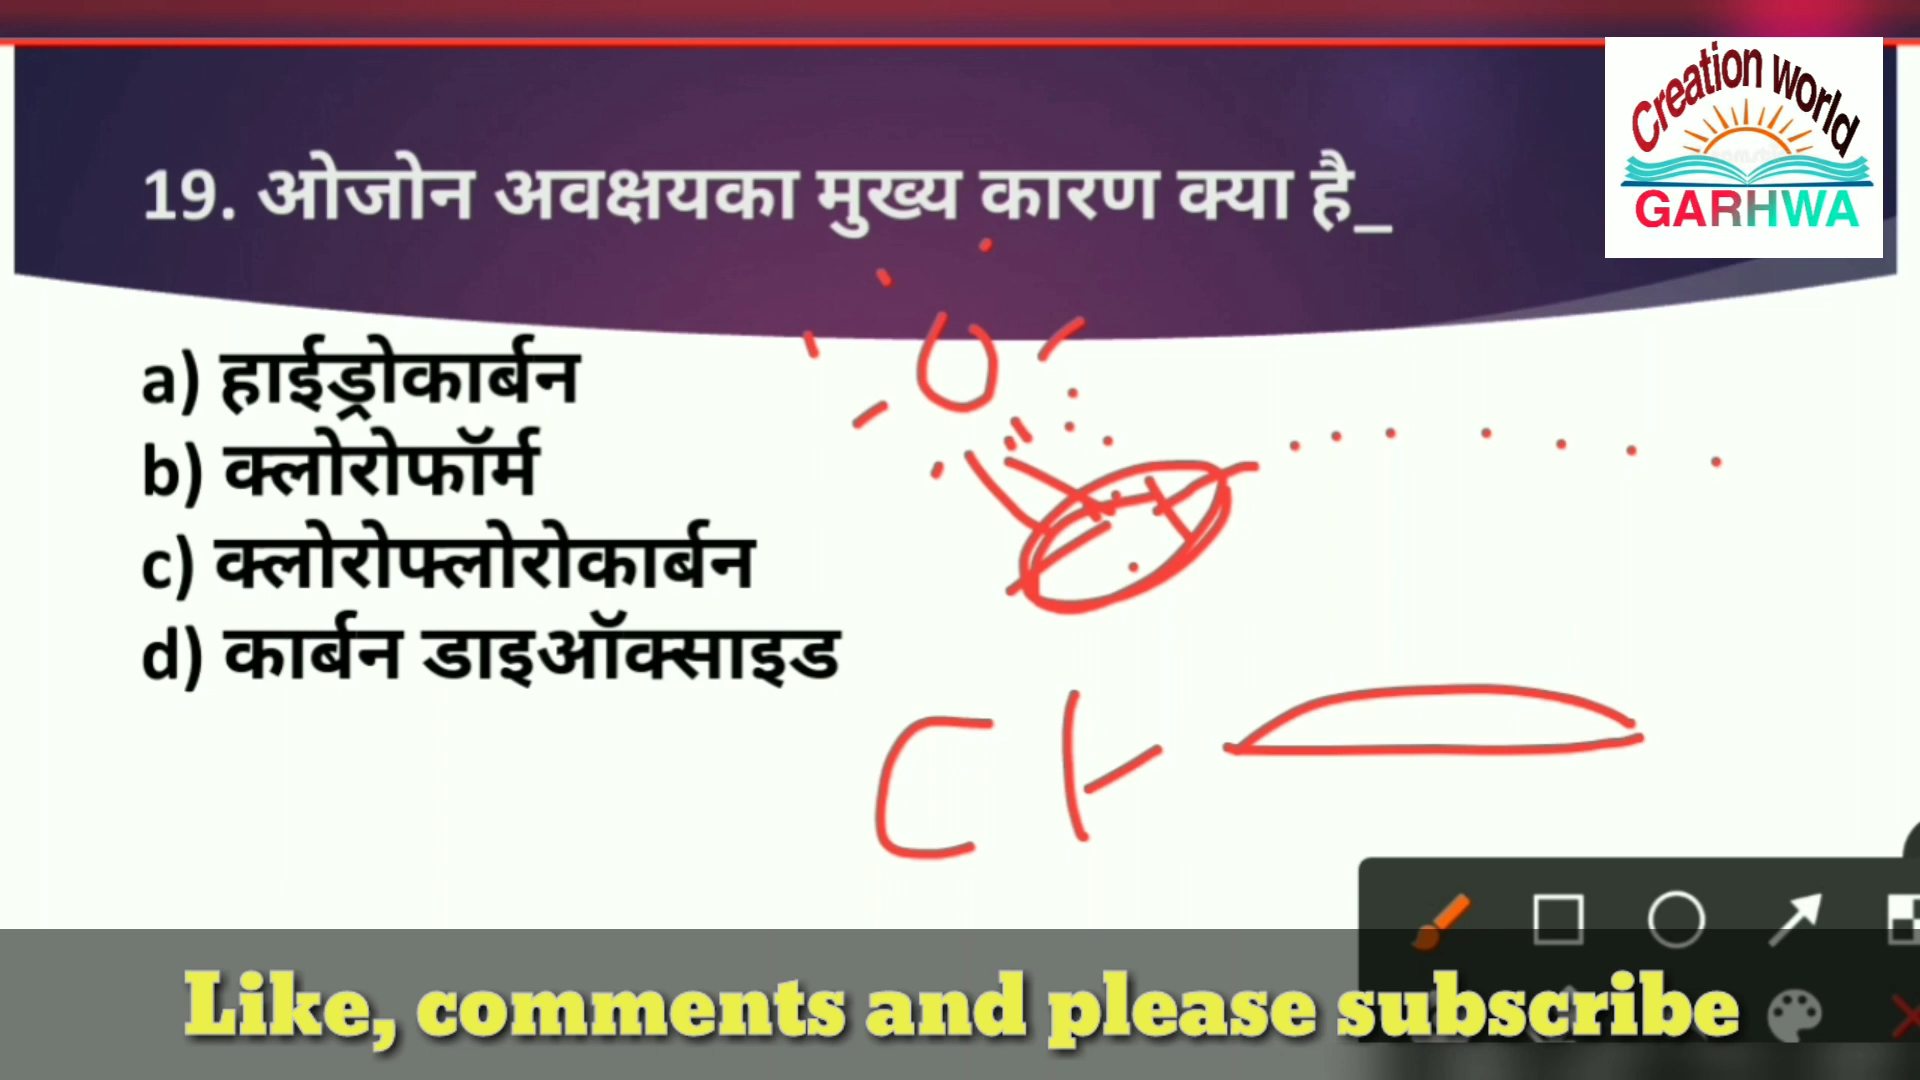 Creation world
GARHWA
19. ओजोन अवक्षयका मुख्य कारण क्या है_
a) हाईड्रोकार्बन
b) क्लोरोफॉर्म
c) क्लोरोफ्लोरोकार्बन
d) कार्बन डाइऑक्साइड
Like, comments and please subscribe